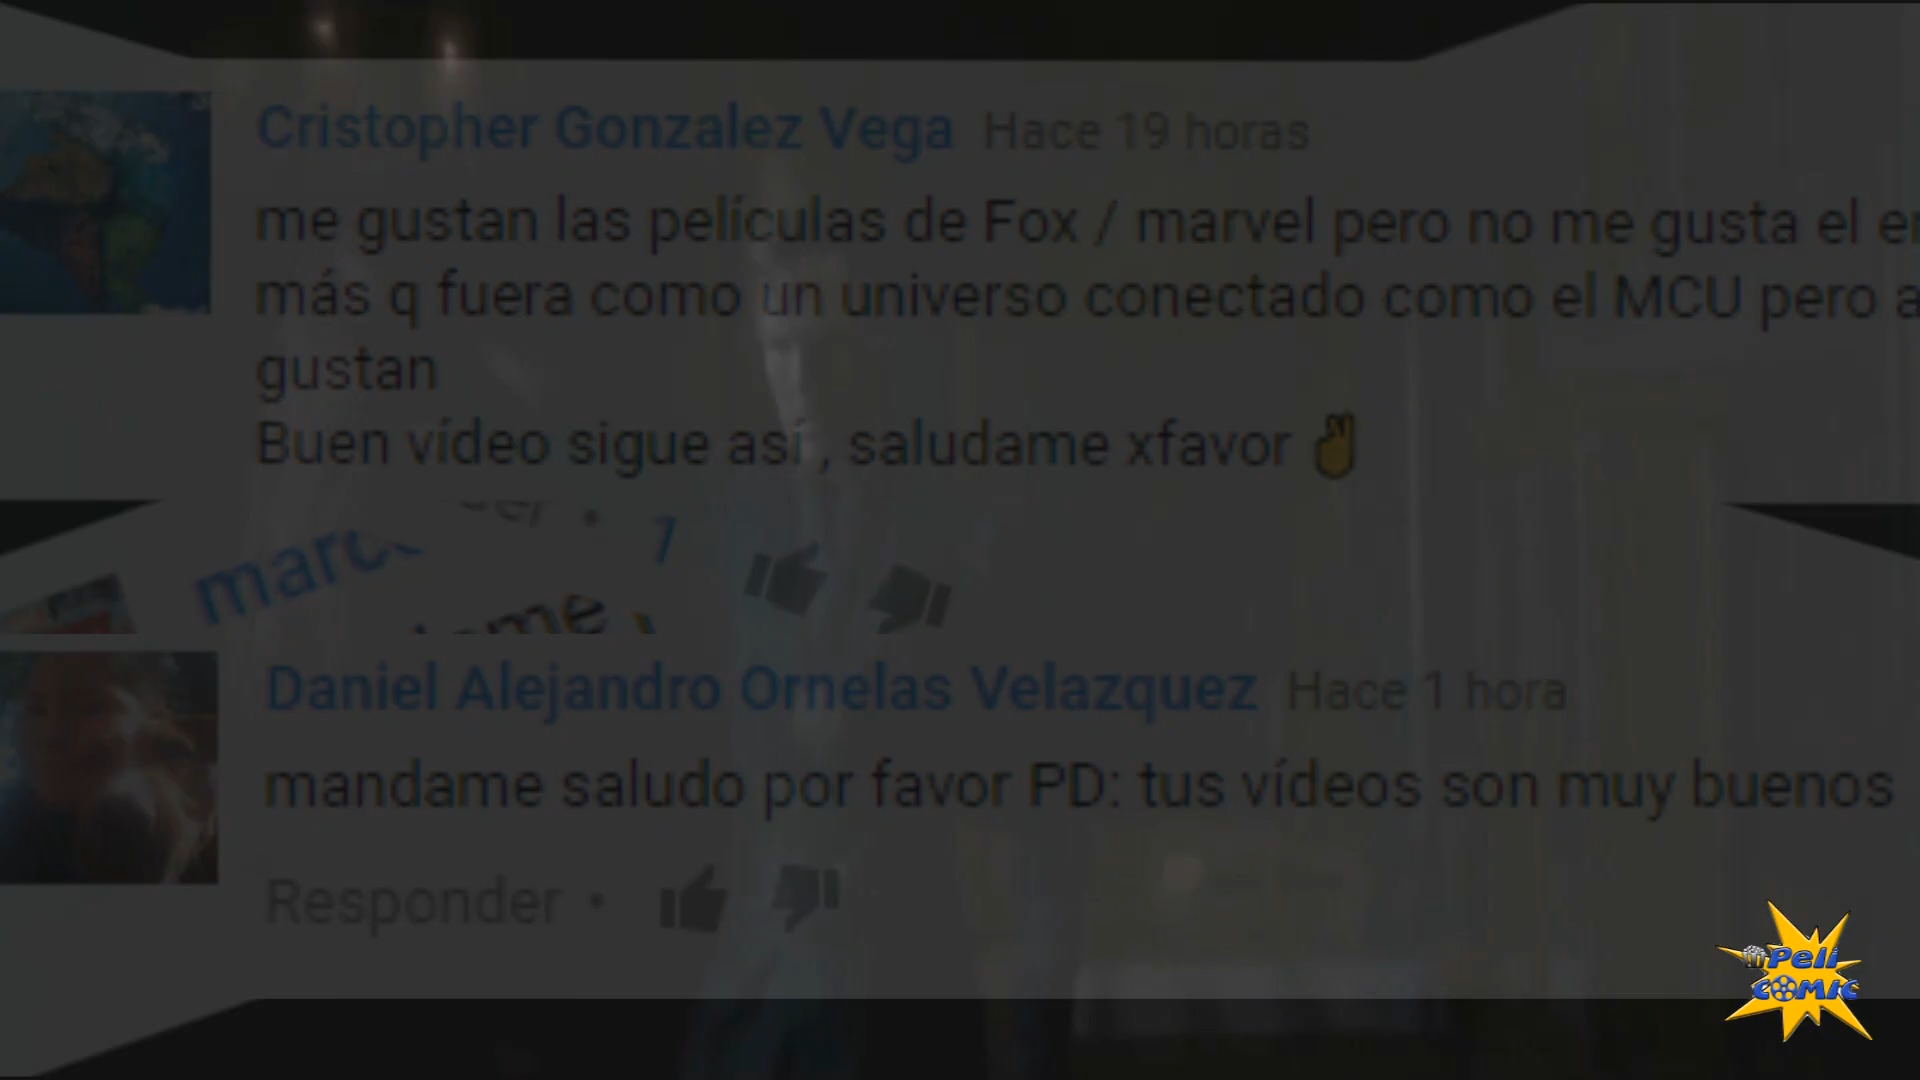 Cristopher Gonzalez Vega Hace 19 horas
me gustan las películas de Fox / marvel pero no me gusta el
más q fuera como un universo conectado como el MCU pero
gustan
Buen vídeo sigue así , saludame xfavor ✌
1
Daniel Alejandro Ornelas Velazquez Hace 1 hora
mandame saludo por favor PD: tus vídeos son muy buenos
Responder •
Peli
COMIC